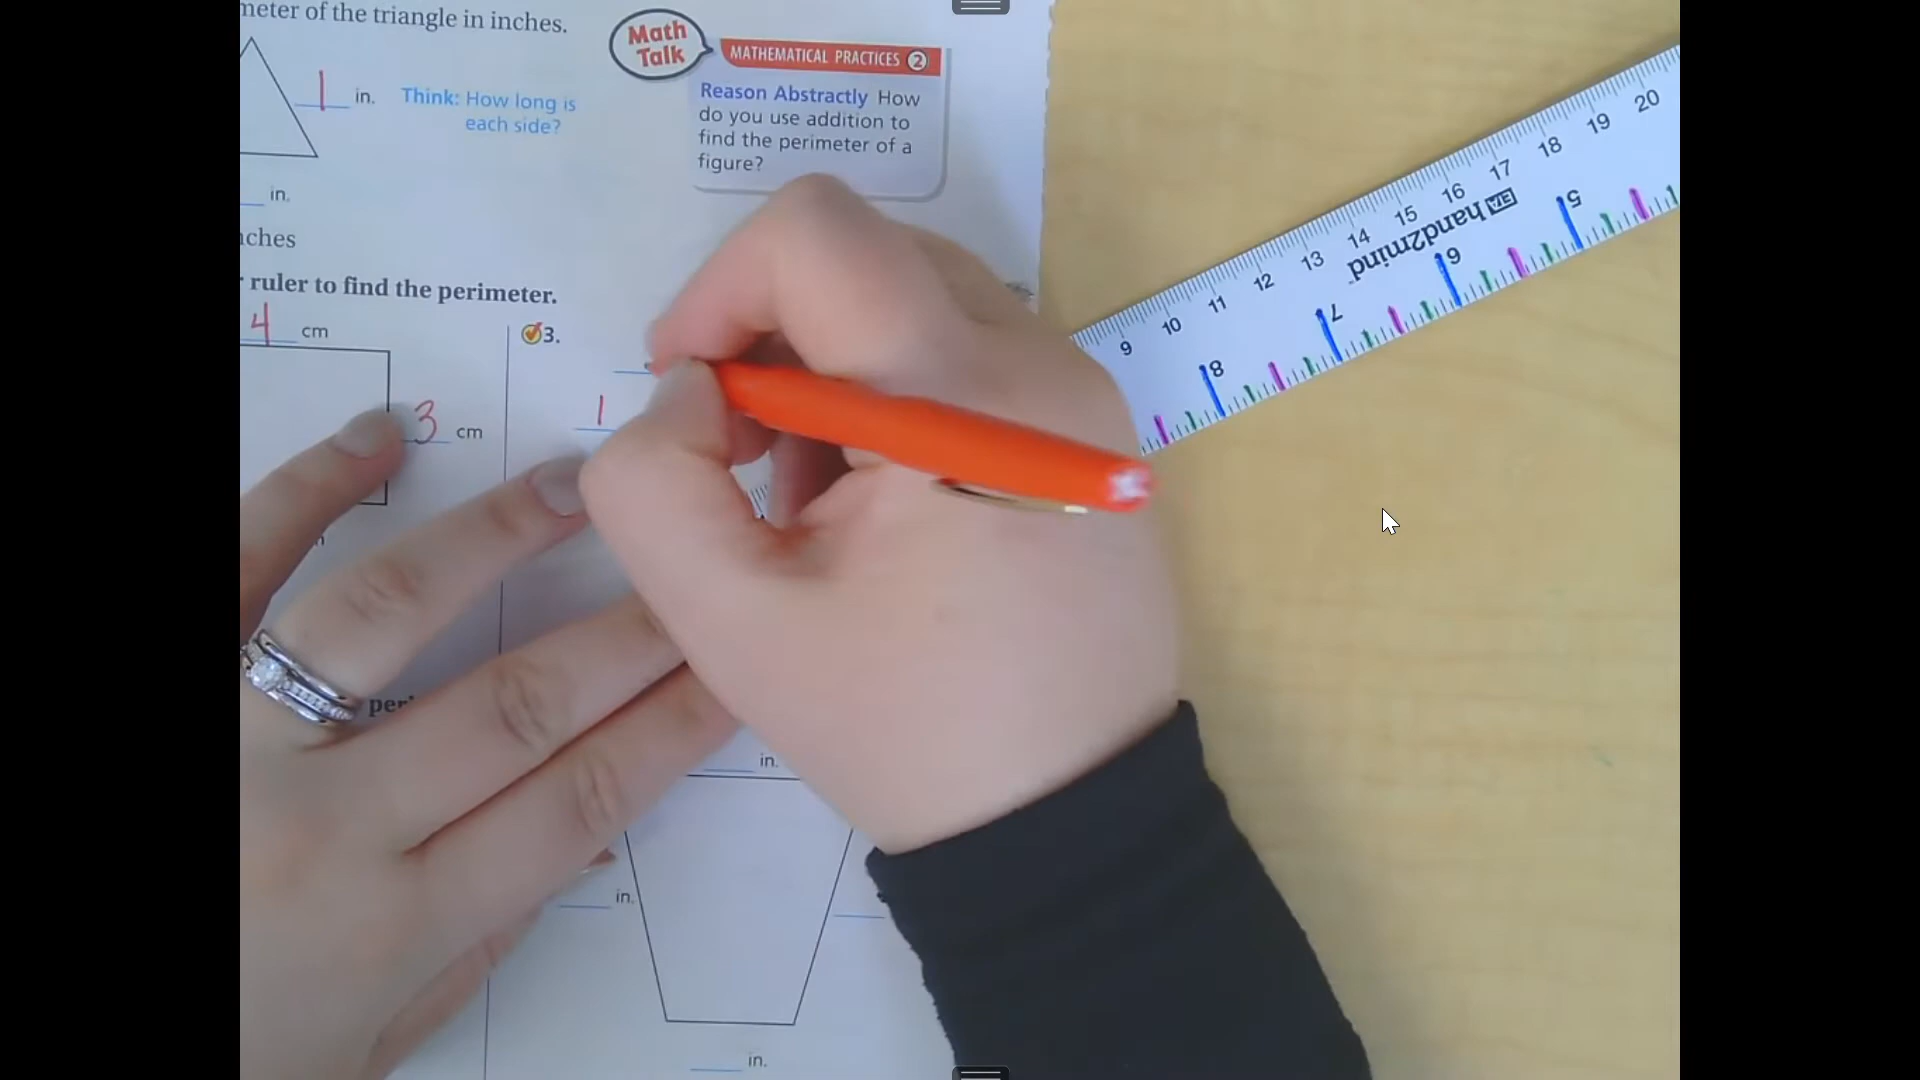 meter of the triangle in inches.
Math
Talk
MATHEMATICAL PRACTICES 2
Reason Abstractly How
do you use addition to
find the perimeter of a
figure?
1 in. Think: How long is
each side?
in.
ruler to find the perimeter.
4 cm
3 cm
3.
1
in.
in.
in.
9 10 11 12 13 14 15 16 17 18 19 20
ETA hand2mind
8 7 6 5